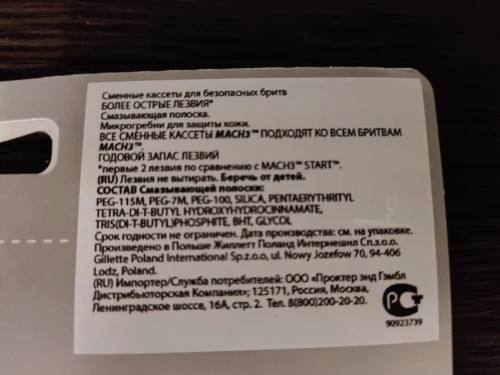 Сменные кассеты для безопасных бритв
БОЛЕЕ ОСТРЫЕ ЛЕЗВИЯ*
Смазывающая полоска.
Микрогребни для защиты кожи.
ВСЕ СМЕННЫЕ КАССЕТЫ MACH3™ ПОДХОДЯТ КО ВСЕМ БРИТВАМ
MACH3™,
ГОДОВОЙ ЗАПАС ЛЕЗВИЙ
*первые 2 лезвия по сравнению с MACH3™ START™.
(RU) Лезвия не вытирать. Беречь от детей.
СОСТАВ Смазывающей полоски:
PEG-115M, PEG-7M, PEG-100, SILICA, PENTAERYTHRITYL
TETRA-DI-T-BUTYL HYDROXYHYDROCINNAMATE,
TRIS(DI-T-BUTYL)PHOSPHITE, BHT, GLYCOL
Срок годности не ограничен. Дата производства: см. на упаковке.
Произведено в Польше Жиллетт Поланд Интернешнл Сп.з.о.о.
Gillette Poland International Sp.z.o.o, ul. Nowy Jozefow 70, 94-406
Lodz, Poland.
(RU) Импортер/Служба потребителей: ООО «Проктер энд Гэмбл
Дистрибьюторская Компания»; 125171, Россия, Москва,
Ленинградское шоссе, 16А, стр. 2. Тел. 8(800)200-20-20.
90923739